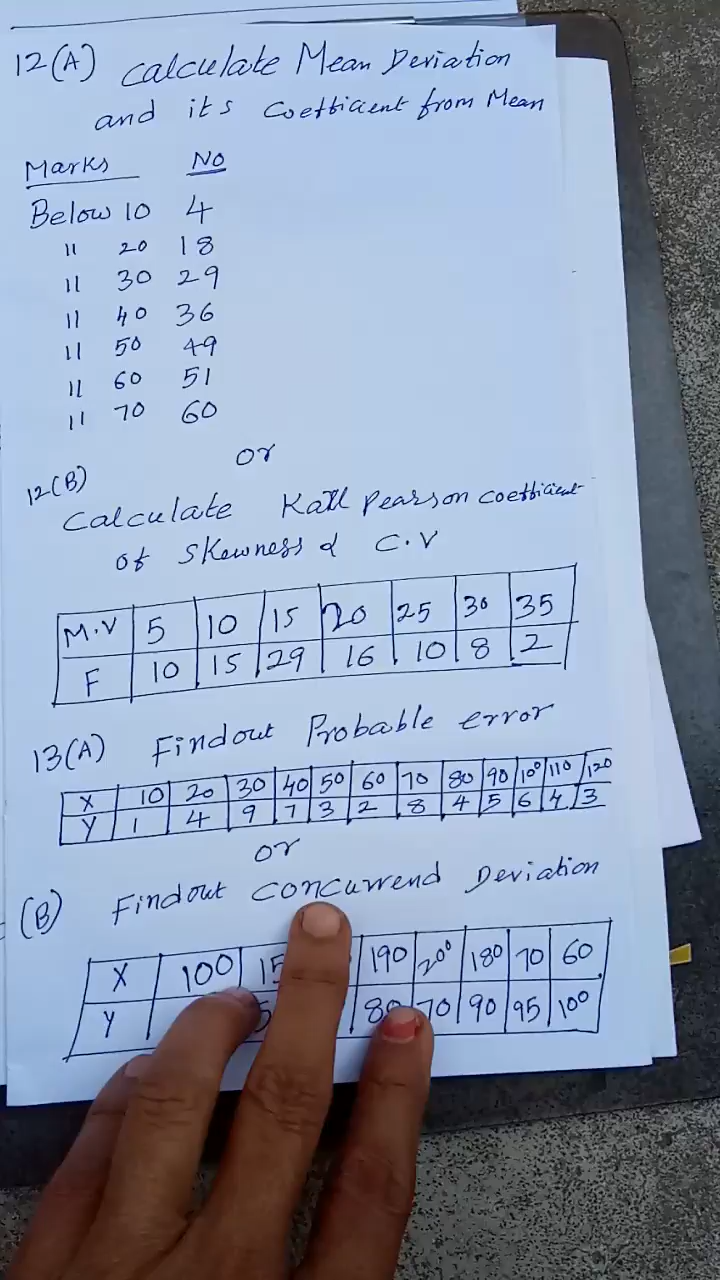 12(A) Calculate Mean Deviation
and its Coefficient from Mean
Marks No
Below 10 4
" 20 18
" 30 29
" 40 36
" 50 49
" 60 51
" 70 60
or
12(B)
Calculate Karl Pearson coefficient
of Skewness & C.V
M.V 5 10 15 20 25 30 35
F 10 15 29 16 10 8 2
13(A) Findout Probable error
X 10 20 30 40 50 60 70 80 90 100 110 120
Y 1 4 9 7 3 2 8 4 5 6 4 3
or
(B) Findout Concurrend Deviation
X 100 190 200 180 70 60
Y 80 70 90 95 100